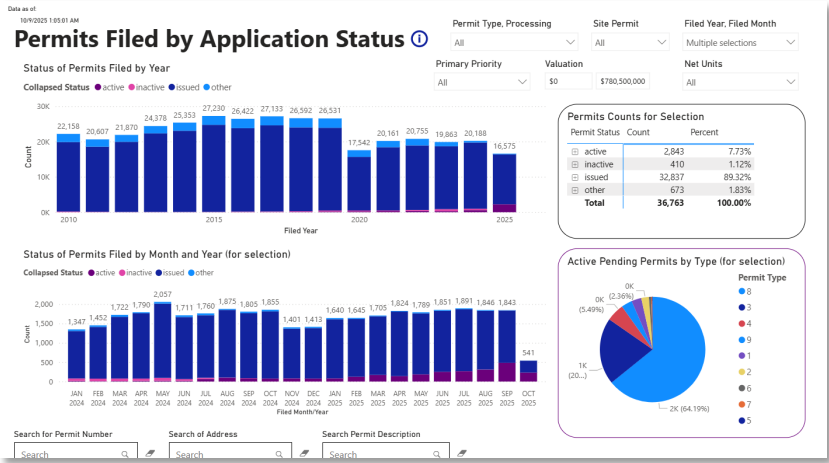 Data as of
10/9/2025 1:05:01 AM
Permits Filed by Application Status
Permit Type, Processing
All
Site Permit
All
Filed Year, Filed Month
Multiple selections
Primary Priority
All
Valuation
$0
$780,500,000
Net Units
All
Status of Permits Filed by Year
Collapsed Status active inactive issued other
Count
30K
20K
10K
0K
22,158 20,607 21,870 24,378 25,353 27,230 26,422 27,133 26,592 26,531 17,542 20,161 20,755 19,863 20,188 16,575
2010 2015 2020 2025
Filed Year
Permits Counts for Selection
Permit Status Count Percent
active 2,843 7.73%
inactive 410 1.12%
issued 32,837 89.32%
other 673 1.83%
Total 36,763 100.00%
Status of Permits Filed by Month and Year (for selection)
Collapsed Status active inactive issued other
Count
2,000
1,500
1,000
500
0
1,347 1,452 1,722 1,790 2,057 1,711 1,760 1,875 1,805 1,855 1,401 1,413 1,640 1,645 1,705 1,824 1,789 1,851 1,891 1,846 1,843 541
JAN FEB MAR APR MAY JUN JUL AUG SEP OCT NOV DEC JAN FEB MAR APR MAY JUN JUL AUG SEP OCT
2024 2024 2024 2024 2024 2024 2024 2024 2024 2024 2024 2024 2025 2025 2025 2025 2025 2025 2025 2025 2025 2025
Filed Month/Year
Active Pending Permits by Type (for selection)
0K
(2.36%)
0K
(5.49%)
1K
(20...)
2K (64.19%)
Permit Type
8
3
4
9
1
2
6
7
5
Search for Permit Number
Search
Search of Address
Search
Search Permit Description
Search